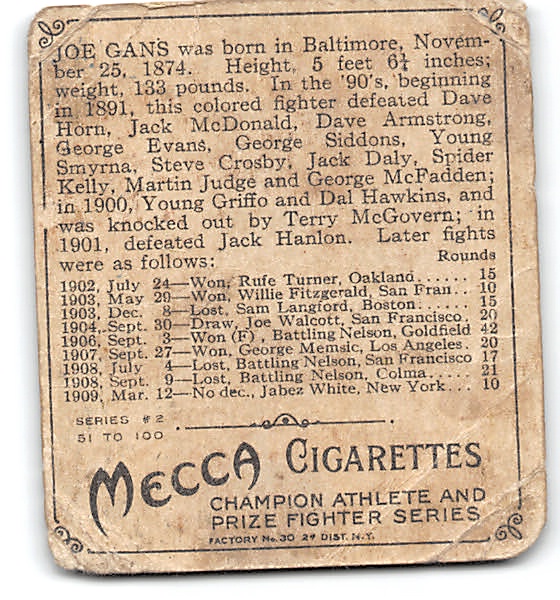 JOE GANS was born in Baltimore, Novem-
ber 25, 1874. Height, 5 feet 6¼ inches;
weight, 133 pounds. In the '90's, beginning
in 1891, this colored fighter defeated Dave
Horn, Jack McDonald, Dave Armstrong,
George Evans, George Siddons, Young
Smyrna, Steve Crosby, Jack Daly, Spider
Kelly, Martin Judge and George McFadden;
in 1900, Young Griffo and Dal Hawkins, and
was knocked out by Terry McGovern; in
1901, defeated Jack Hanlon. Later fights
were as follows: Rounds
1902, July 24—Won, Rufe Turner, Oakland...... 15
1903, May 29—Won, Willie Fitzgerald, San Fran.. 10
1903, Dec. 8—Lost, Sam Langford, Boston...... 15
1904, Sept. 30—Draw, Joe Walcott, San Francisco. 20
1906, Sept. 3—Won (F), Battling Nelson, Goldfield 42
1907, Sept. 27—Won, George Memsic, Los Angeles. 20
1908, July 4—Lost, Battling Nelson, San Francisco 17
1908, Sept. 9—Lost, Battling Nelson, Colma..... 21
1909, Mar. 12—No dec., Jabez White, New York... 10
SERIES #2
51 TO 100
MECCA CIGARETTES
CHAMPION ATHLETE AND
PRIZE FIGHTER SERIES
FACTORY No. 30 2d DIST. N.Y.